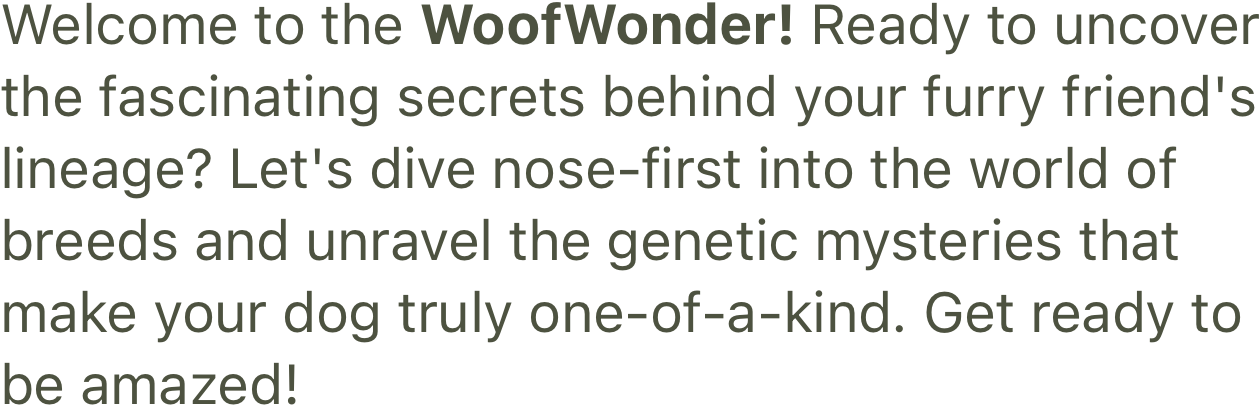 Welcome to the WoofWonder! Ready to uncover
the fascinating secrets behind your furry friend's
lineage? Let's dive nose-first into the world of
breeds and unravel the genetic mysteries that
make your dog truly one-of-a-kind. Get ready to
be amazed!